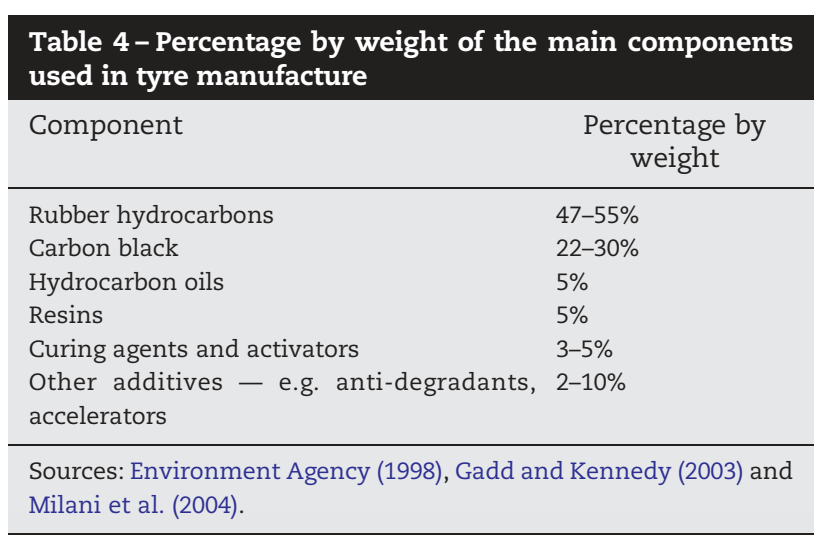 Table 4 – Percentage by weight of the main components
used in tyre manufacture
Component Percentage by
weight
Rubber hydrocarbons 47–55%
Carbon black 22–30%
Hydrocarbon oils 5%
Resins 5%
Curing agents and activators 3–5%
Other additives — e.g. anti-degradants, 2–10%
accelerators
Sources: Environment Agency (1998), Gadd and Kennedy (2003) and
Milani et al. (2004).